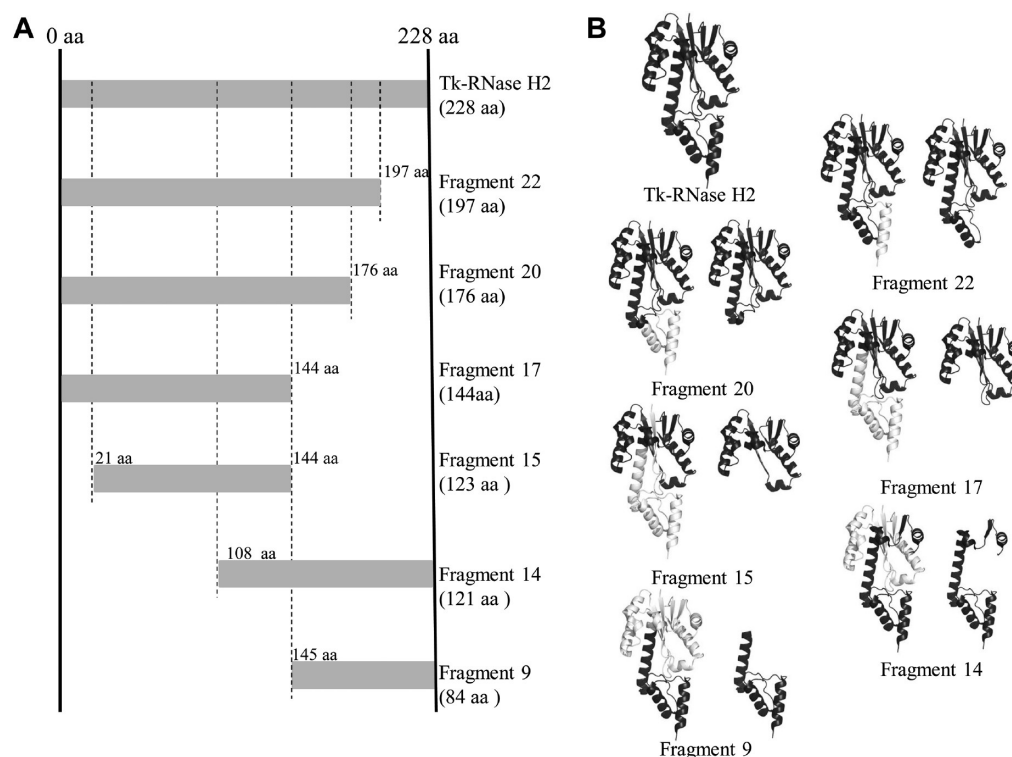 A
0 aa
228 aa
Tk-RNase H2
(228 aa)
197 aa
Fragment 22
(197 aa)
176 aa
Fragment 20
(176 aa)
144 aa
Fragment 17
(144aa)
21 aa
144 aa
Fragment 15
(123 aa )
108 aa
Fragment 14
(121 aa )
145 aa
Fragment 9
(84 aa )
B
Tk-RNase H2
Fragment 22
Fragment 20
Fragment 17
Fragment 15
Fragment 14
Fragment 9